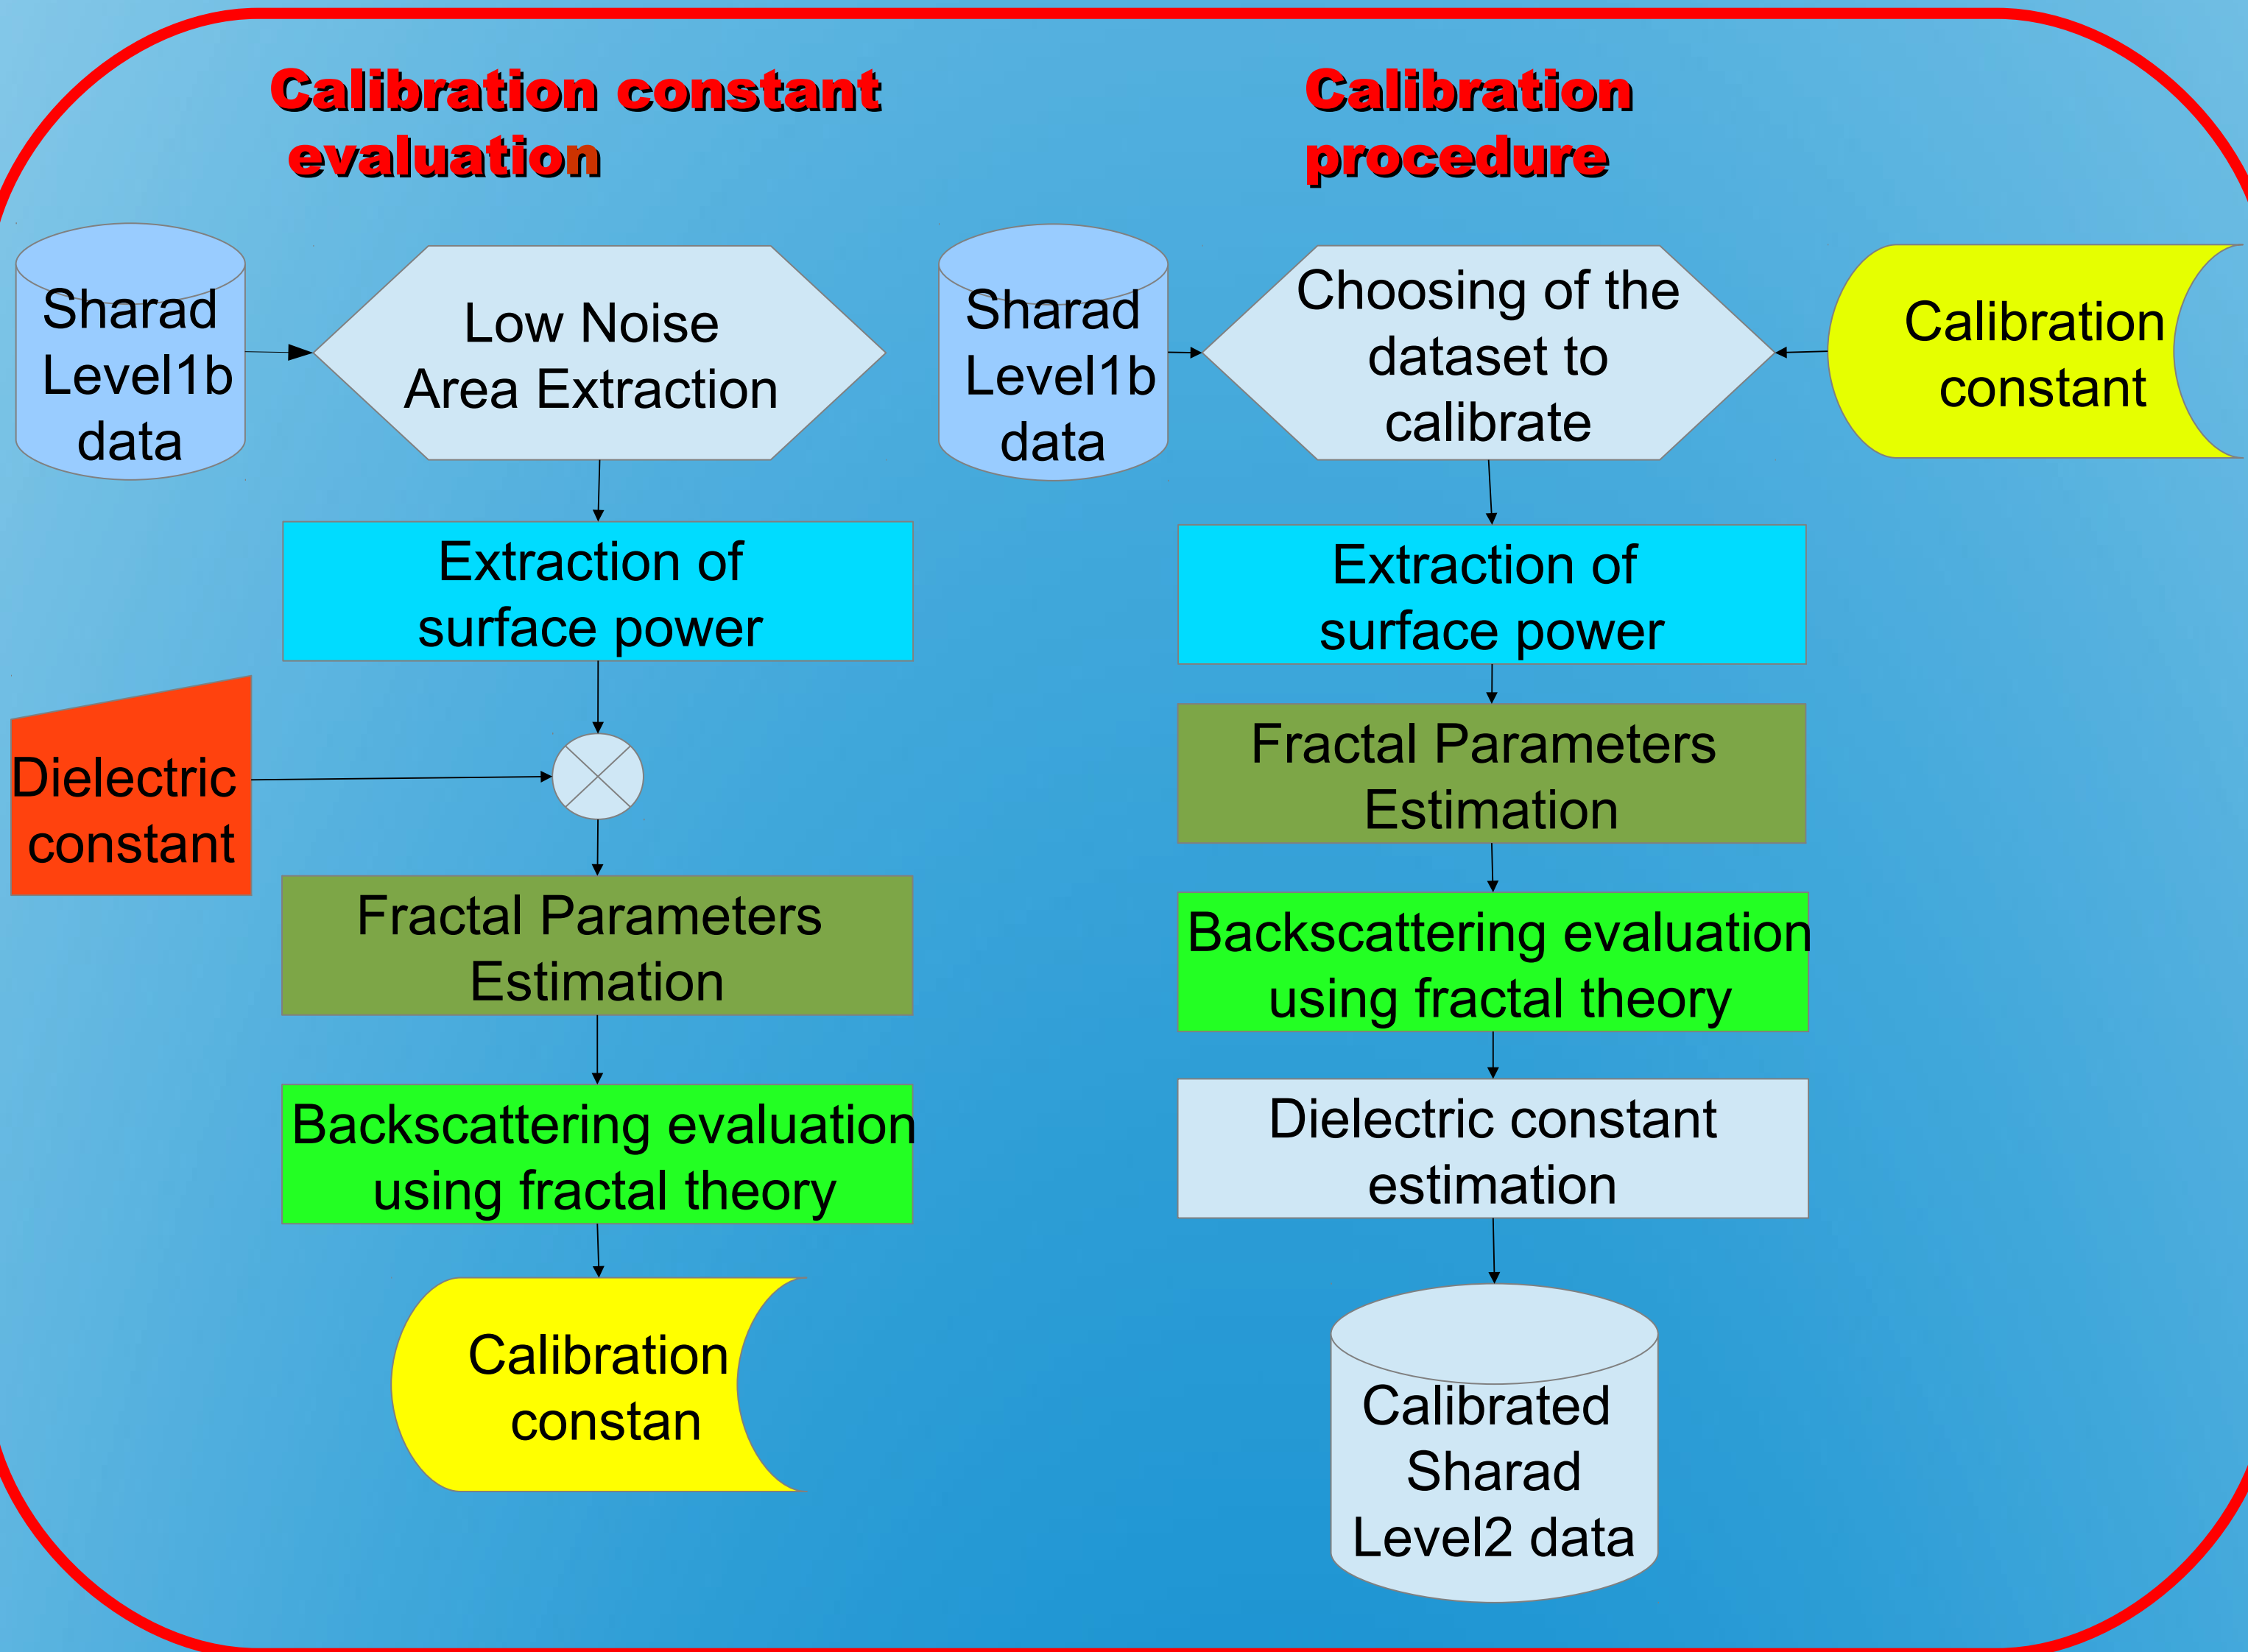 Calibration constant
evaluation
Sharad
Level1b
data
Low Noise
Area Extraction
Extraction of
surface power
Dielectric
constant
Fractal Parameters
Estimation
Backscattering evaluation
using fractal theory
Calibration
constan
Calibration
procedure
Sharad
Level1b
data
Choosing of the
dataset to
calibrate
Calibration
constant
Extraction of
surface power
Fractal Parameters
Estimation
Backscattering evaluation
using fractal theory
Dielectric constant
estimation
Calibrated
Sharad
Level2 data